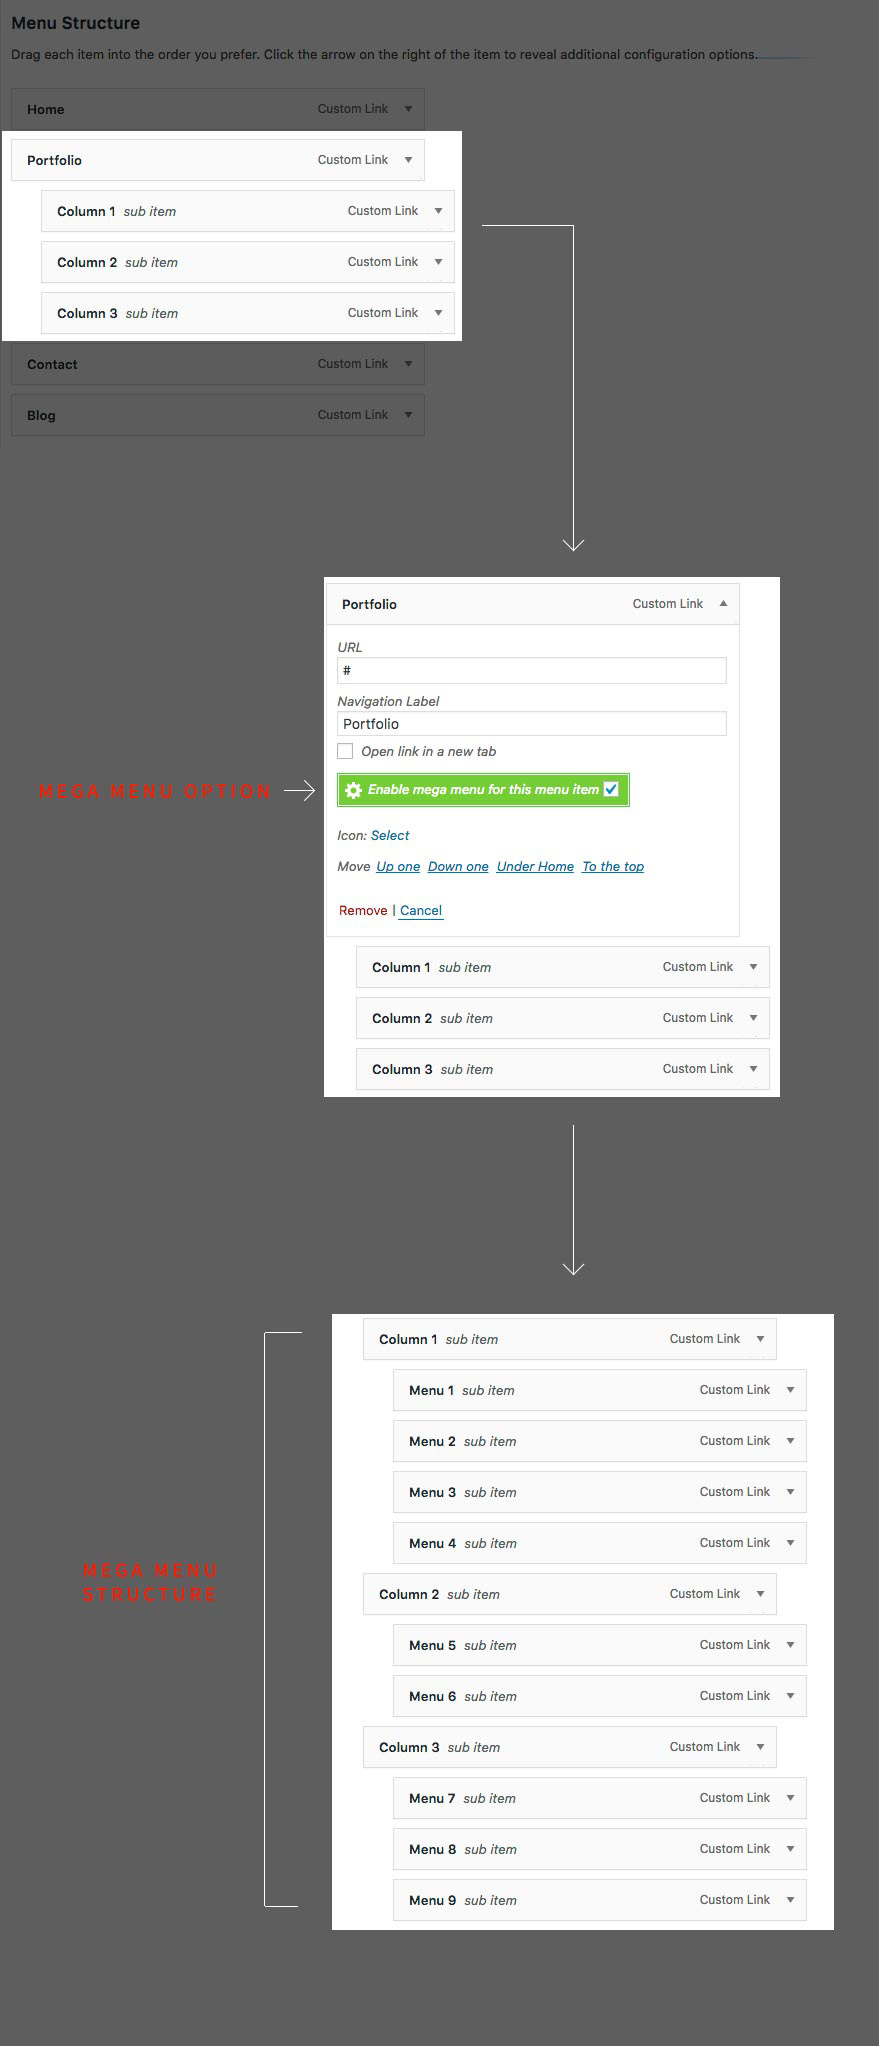 Menu Structure
Drag each item into the order you prefer. Click the arrow on the right of the item to reveal additional configuration options.
Home Custom Link
Portfolio Custom Link
Column 1 sub item Custom Link
Column 2 sub item Custom Link
Column 3 sub item Custom Link
Contact Custom Link
Blog Custom Link
Portfolio Custom Link
URL
#
Navigation Label
Portfolio
Open link in a new tab
MEGA MENU OPTION
Enable mega menu for this menu item
Icon: Select
Move Up one Down one Under Home To the top
Remove | Cancel
Column 1 sub item Custom Link
Column 2 sub item Custom Link
Column 3 sub item Custom Link
Column 1 sub item Custom Link
Menu 1 sub item Custom Link
Menu 2 sub item Custom Link
Menu 3 sub item Custom Link
Menu 4 sub item Custom Link
MEGA MENU
STRUCTURE
Column 2 sub item Custom Link
Menu 5 sub item Custom Link
Menu 6 sub item Custom Link
Column 3 sub item Custom Link
Menu 7 sub item Custom Link
Menu 8 sub item Custom Link
Menu 9 sub item Custom Link